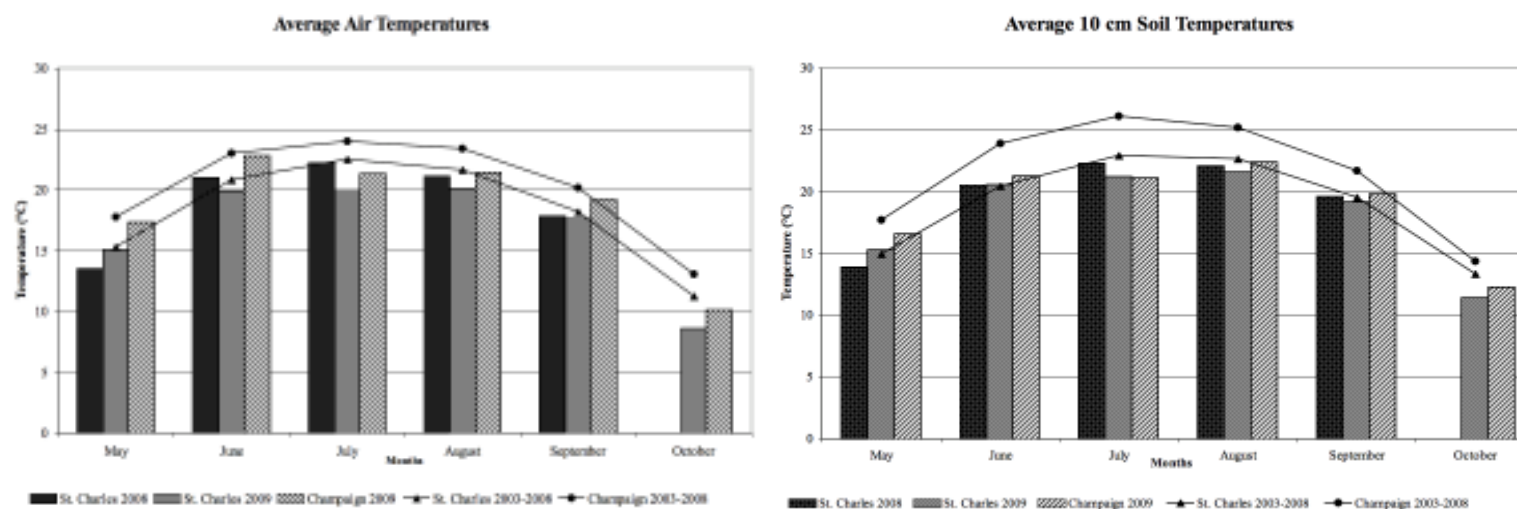 Average Air Temperatures
30
25
20
15
10
5
0
Temperature (°C)
May June July August September October
Months
St. Charles 2008 St. Charles 2009 Champaign 2009 St. Charles 2003-2008 Champaign 2003-2008
Average 10 cm Soil Temperatures
30
25
20
15
10
5
0
Temperature (°C)
May June July August September October
Months
St. Charles 2008 St. Charles 2009 Champaign 2009 St. Charles 2003-2008 Champaign 2003-2008